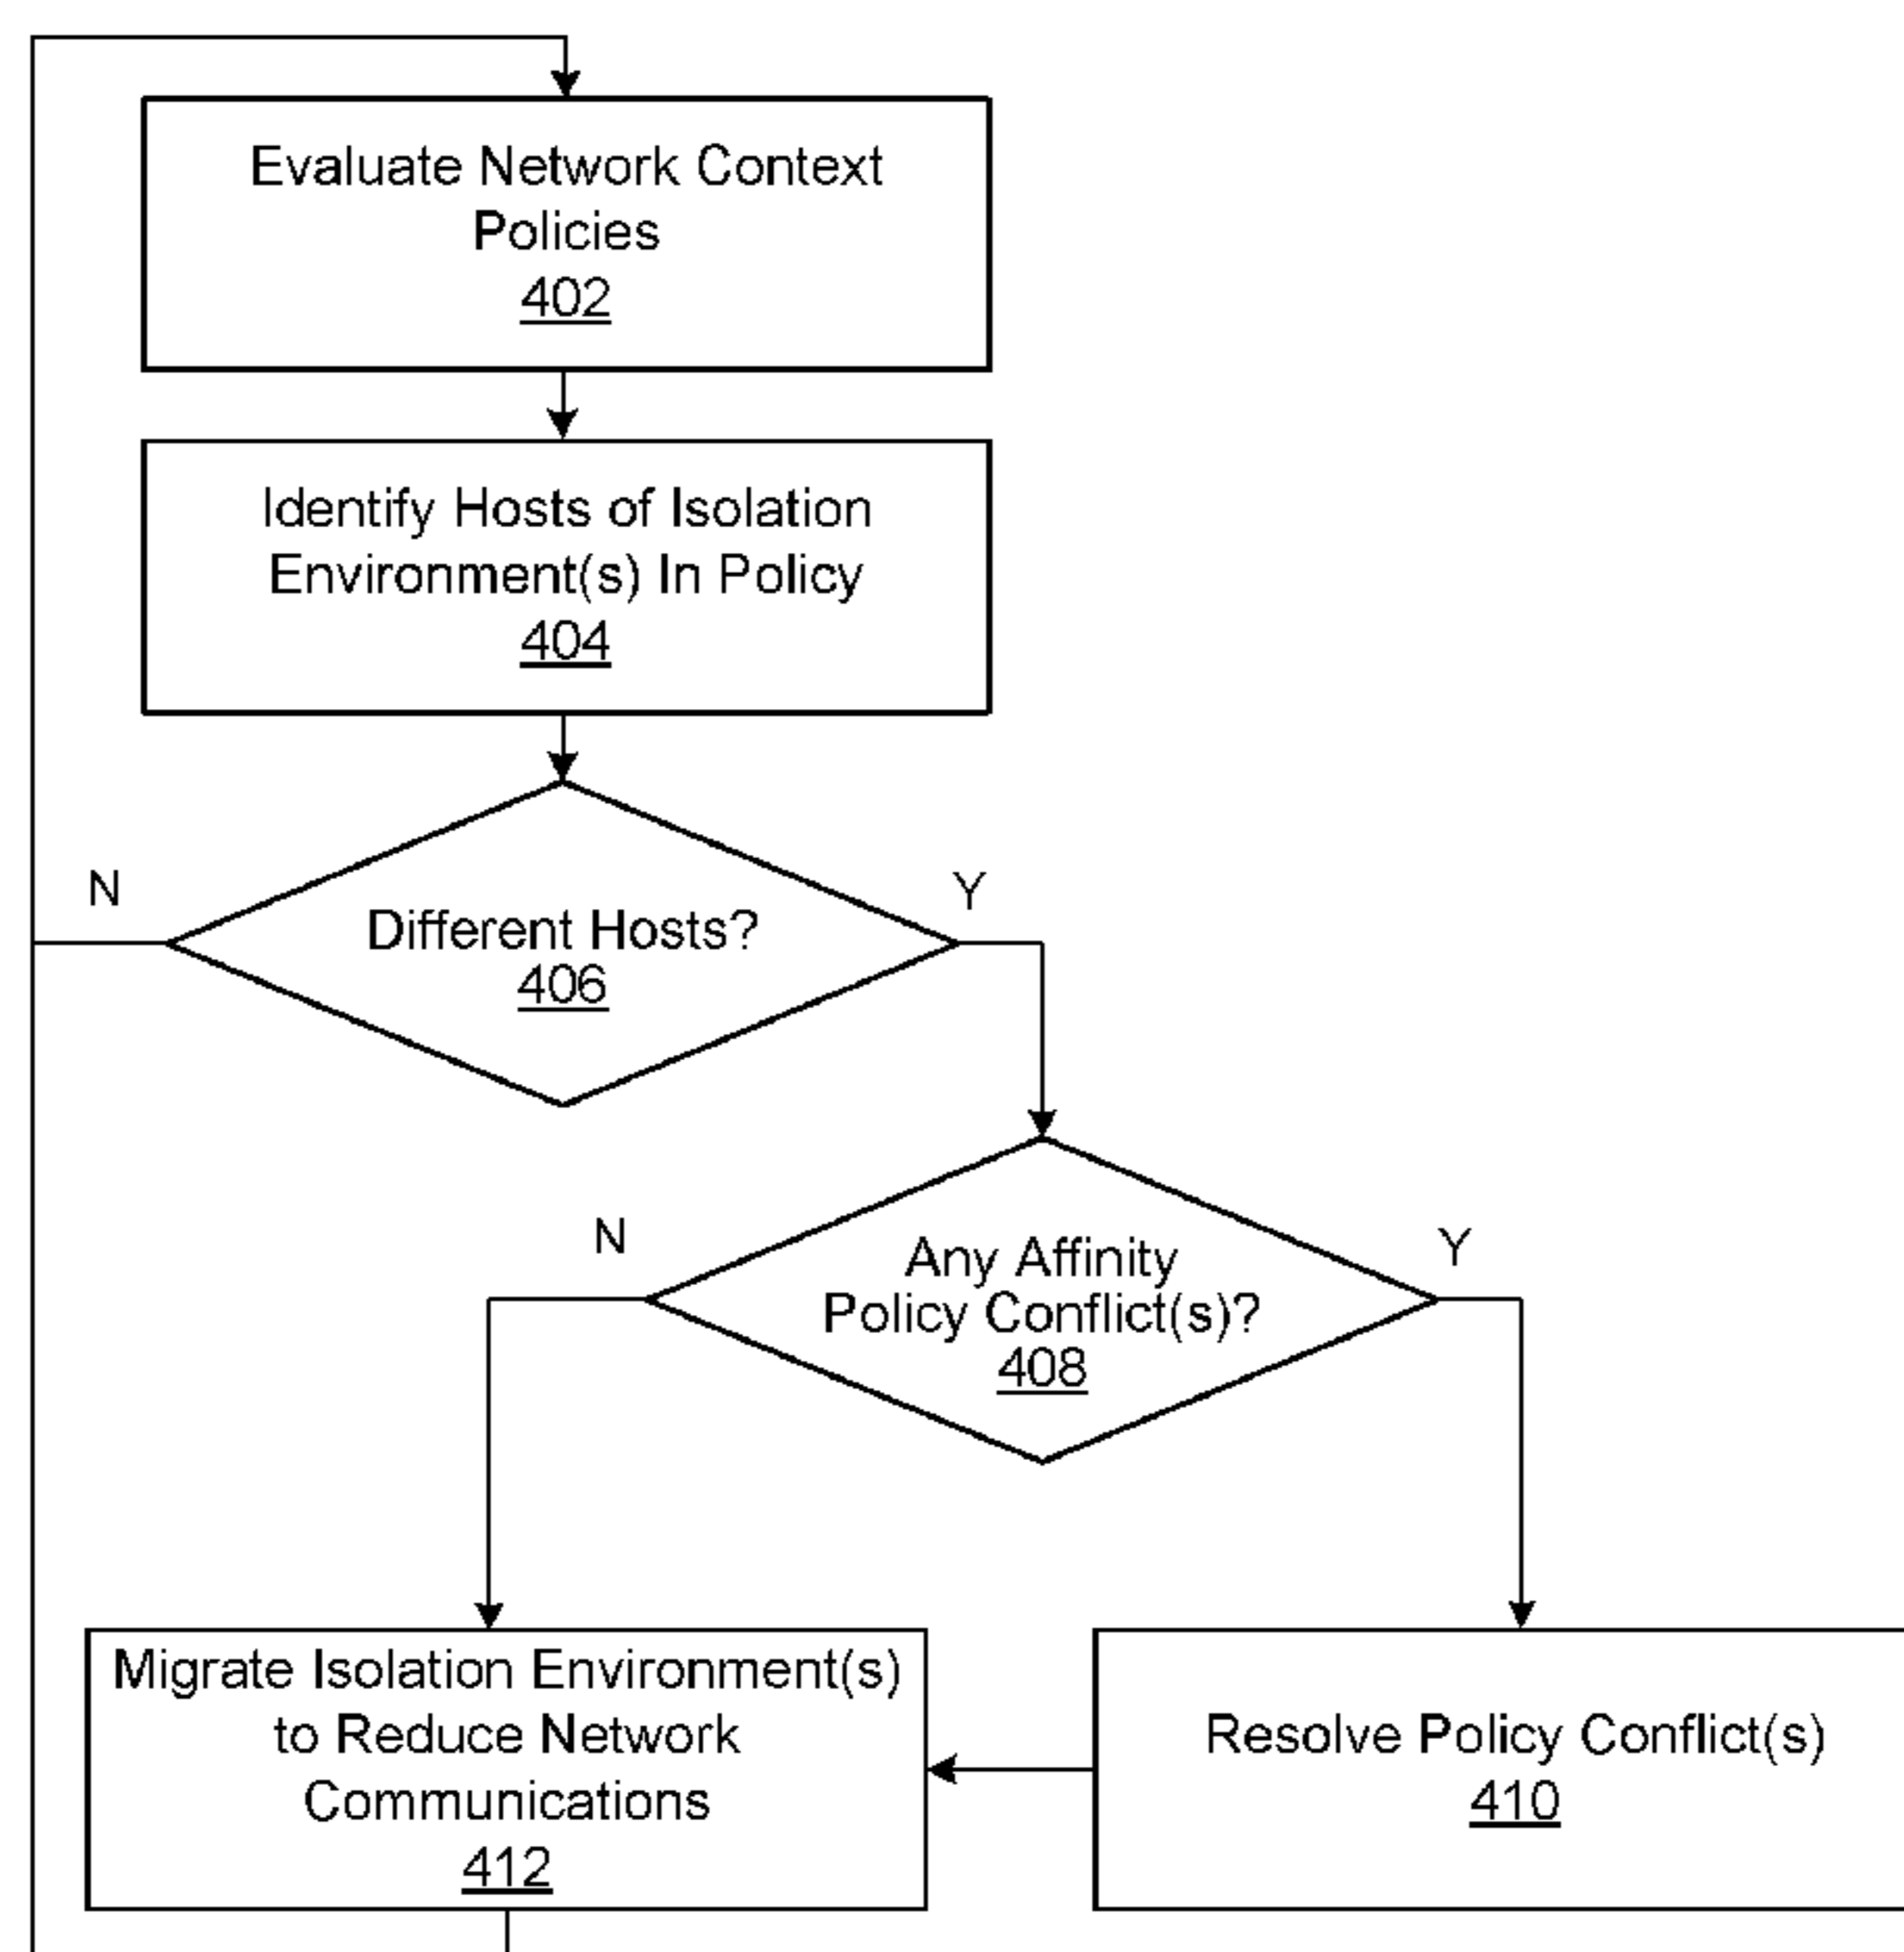 Evaluate Network Context
Policies
402
Identify Hosts of Isolation
Environment(s) In Policy
404
N
Y
Different Hosts?
406
N
Y
Any Affinity
Policy Conflict(s)?
408
Migrate Isolation Environment(s)
to Reduce Network
Communications
412
Resolve Policy Conflict(s)
410